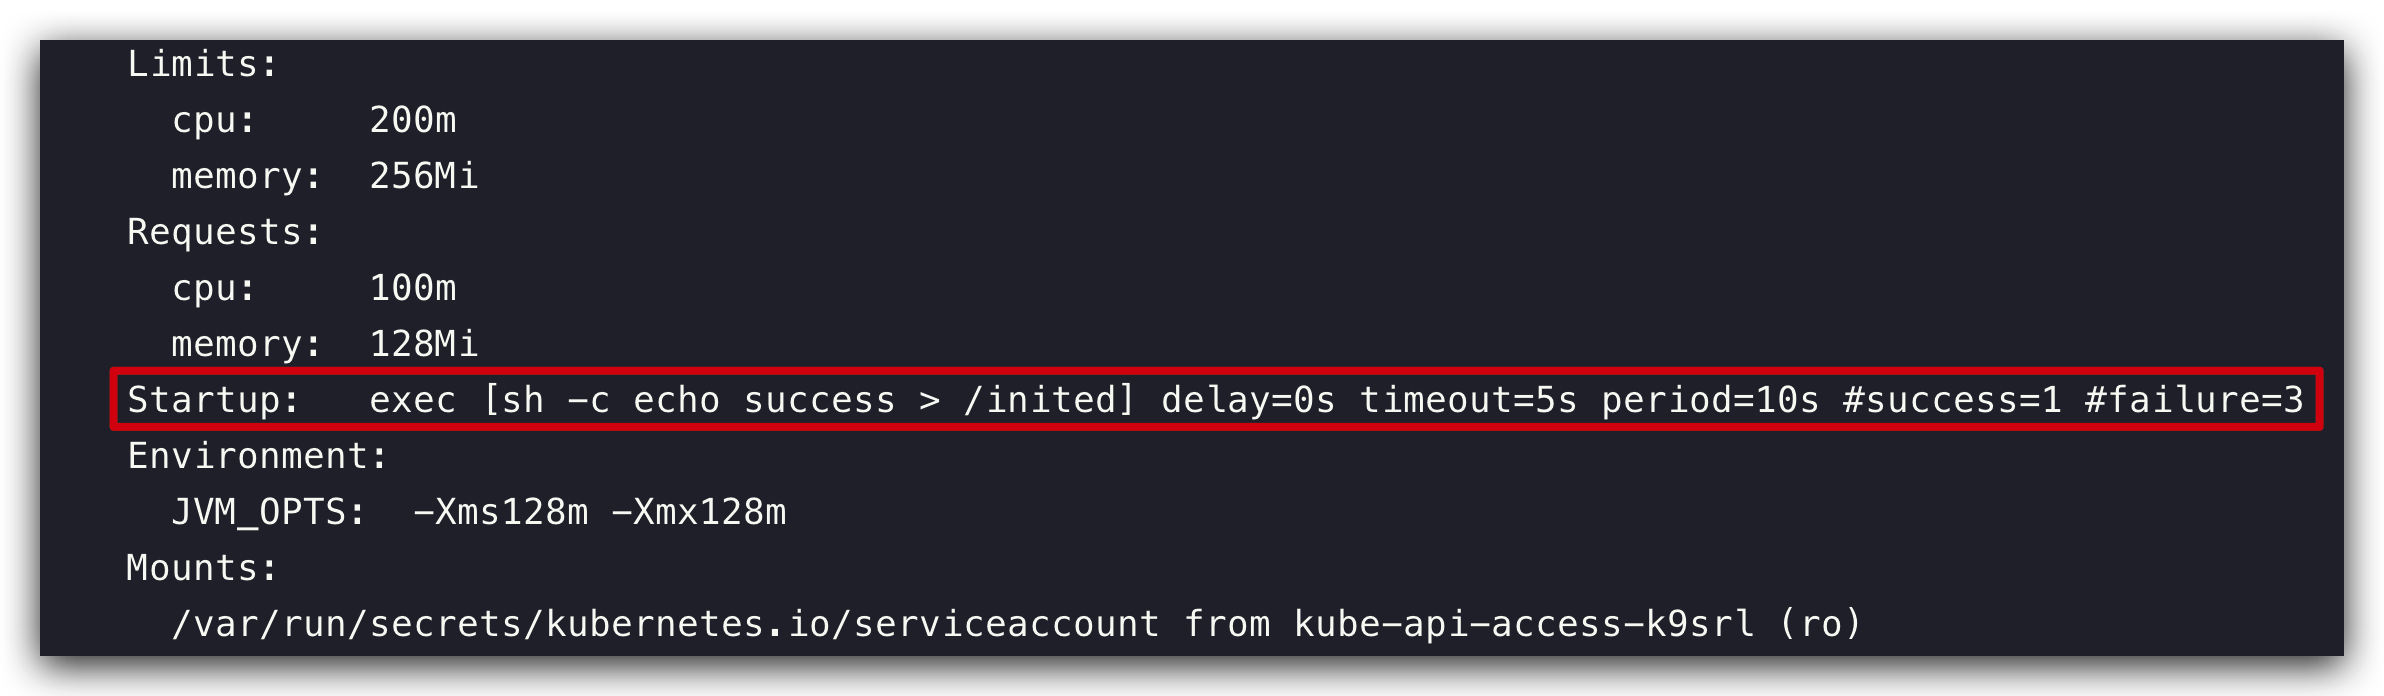 Limits:
cpu: 200m
memory: 256Mi
Requests:
cpu: 100m
memory: 128Mi
Startup: exec [sh -c echo success > /inited] delay=0s timeout=5s period=10s #success=1 #failure=3
Environment:
JVM_OPTS: -Xms128m -Xmx128m
Mounts:
/var/run/secrets/kubernetes.io/serviceaccount from kube-api-access-k9srl (ro)